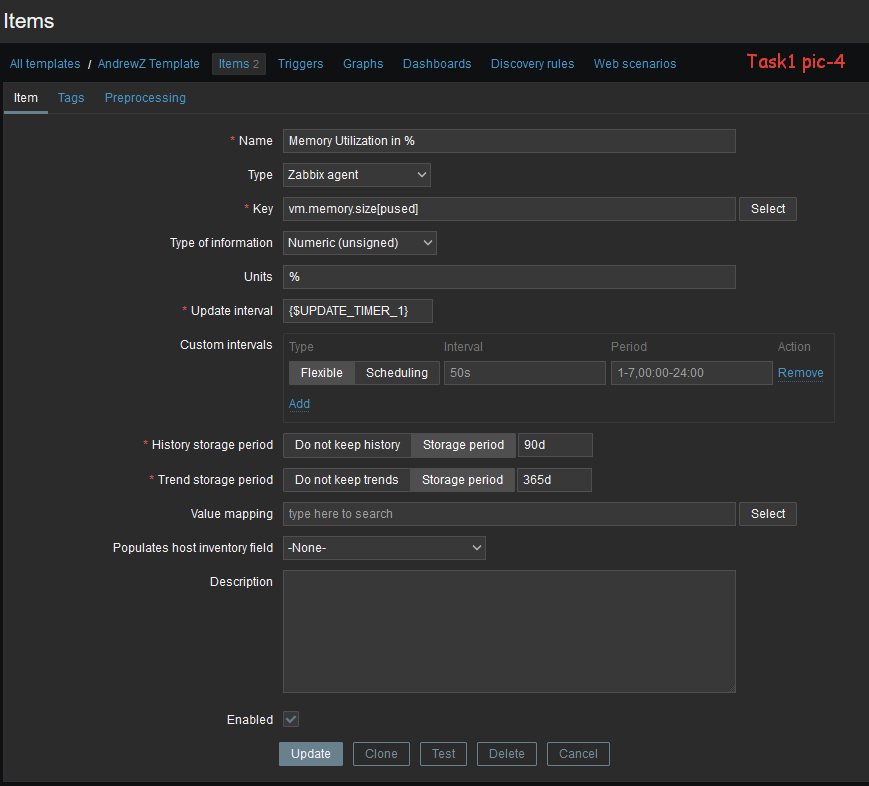 Items
All templates / AndrewZ Template Items 2 Triggers Graphs Dashboards Discovery rules Web scenarios Task1 pic-4
Item Tags Preprocessing
* Name Memory Utilization in %
Type Zabbix agent
* Key vm.memory.size[pused] Select
Type of information Numeric (unsigned)
Units %
* Update interval {$UPDATE_TIMER_1}
Custom intervals Type Interval Period Action
Flexible Scheduling 50s 1-7,00:00-24:00 Remove
Add
* History storage period Do not keep history Storage period 90d
* Trend storage period Do not keep trends Storage period 365d
Value mapping type here to search Select
Populates host inventory field -None-
Description
Enabled
Update Clone Test Delete Cancel